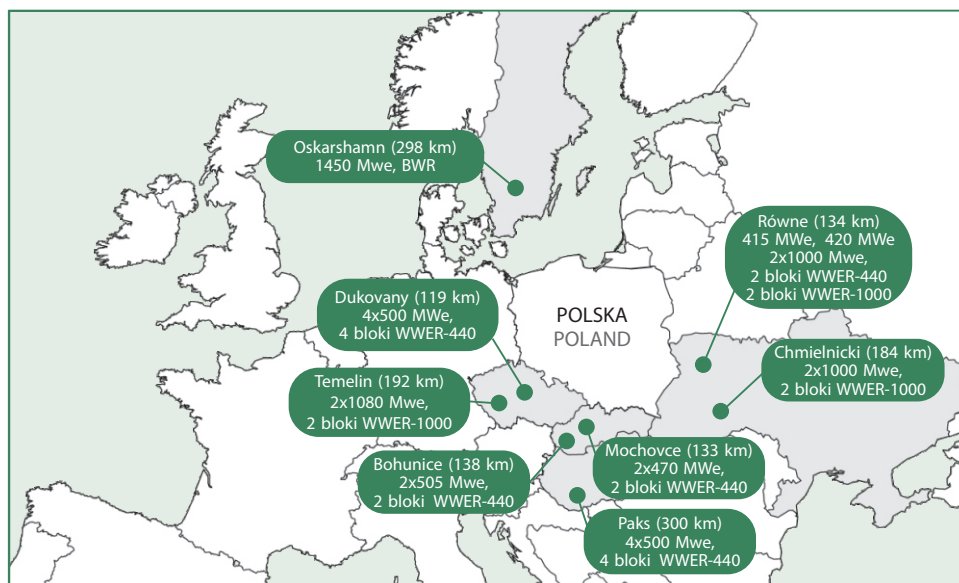 Oskarshamn (298 km)
1450 Mwe, BWR
Równe (134 km)
415 MWe, 420 MWe
2x1000 Mwe,
2 bloki WWER-440
2 bloki WWER-1000
Dukovany (119 km)
4x500 MWe,
4 bloki WWER-440
POLSKA
POLAND
Chmielnicki (184 km)
2x1000 Mwe,
2 bloki WWER-1000
Temelin (192 km)
2x1080 Mwe,
2 bloki WWER-1000
Bohunice (138 km)
2x505 Mwe,
2 bloki WWER-440
Mochovce (133 km)
2x470 MWe,
2 bloki WWER-440
Paks (300 km)
4x500 Mwe,
4 bloki WWER-440